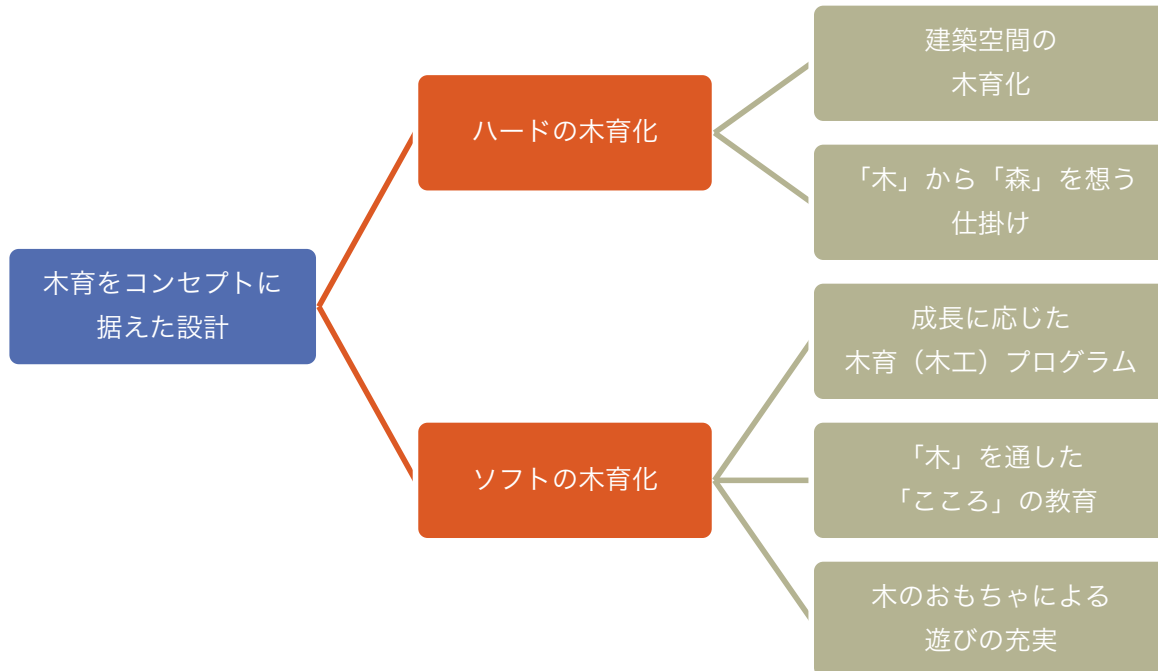 木育をコンセプトに
据えた設計
ハードの木育化
建築空間の
木育化
「木」から「森」を想う
仕掛け
ソフトの木育化
成長に応じた
木育（木工）プログラム
「木」を通した
「こころ」の教育
木のおもちゃによる
遊びの充実